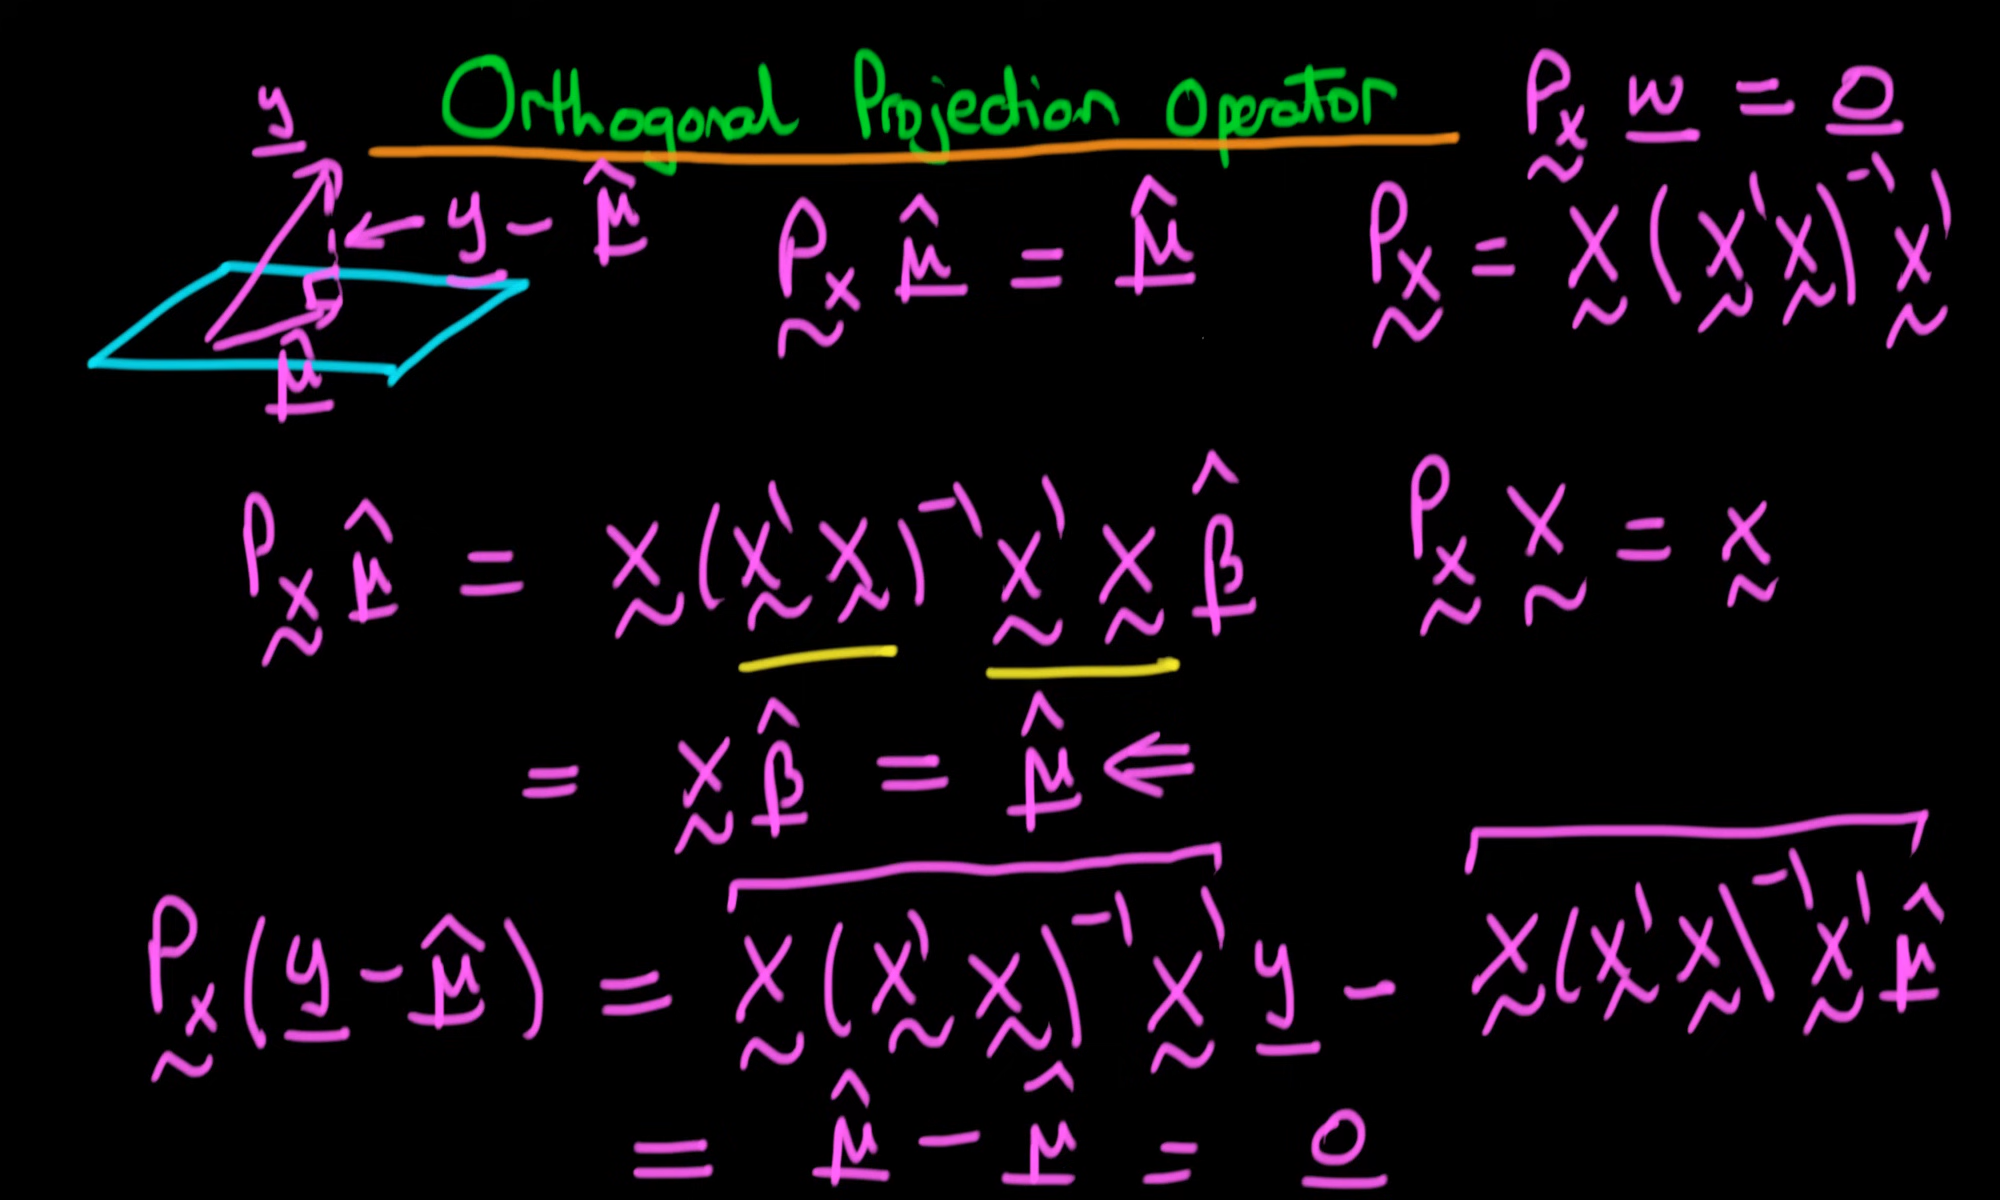 Orthogonal Projection Operator
P_x w = 0
y
y - μ̂
μ̂
P_x μ̂ = μ̂
P_x = X(X'X)⁻¹X'
P_x μ̂ = X(X'X)⁻¹X'Xβ̂
P_x X = X
= Xβ̂ = μ̂ ⇐
P_x(y - μ̂) = X(X'X)⁻¹X'y - X(X'X)⁻¹X'μ̂
= μ̂ - μ̂ = 0